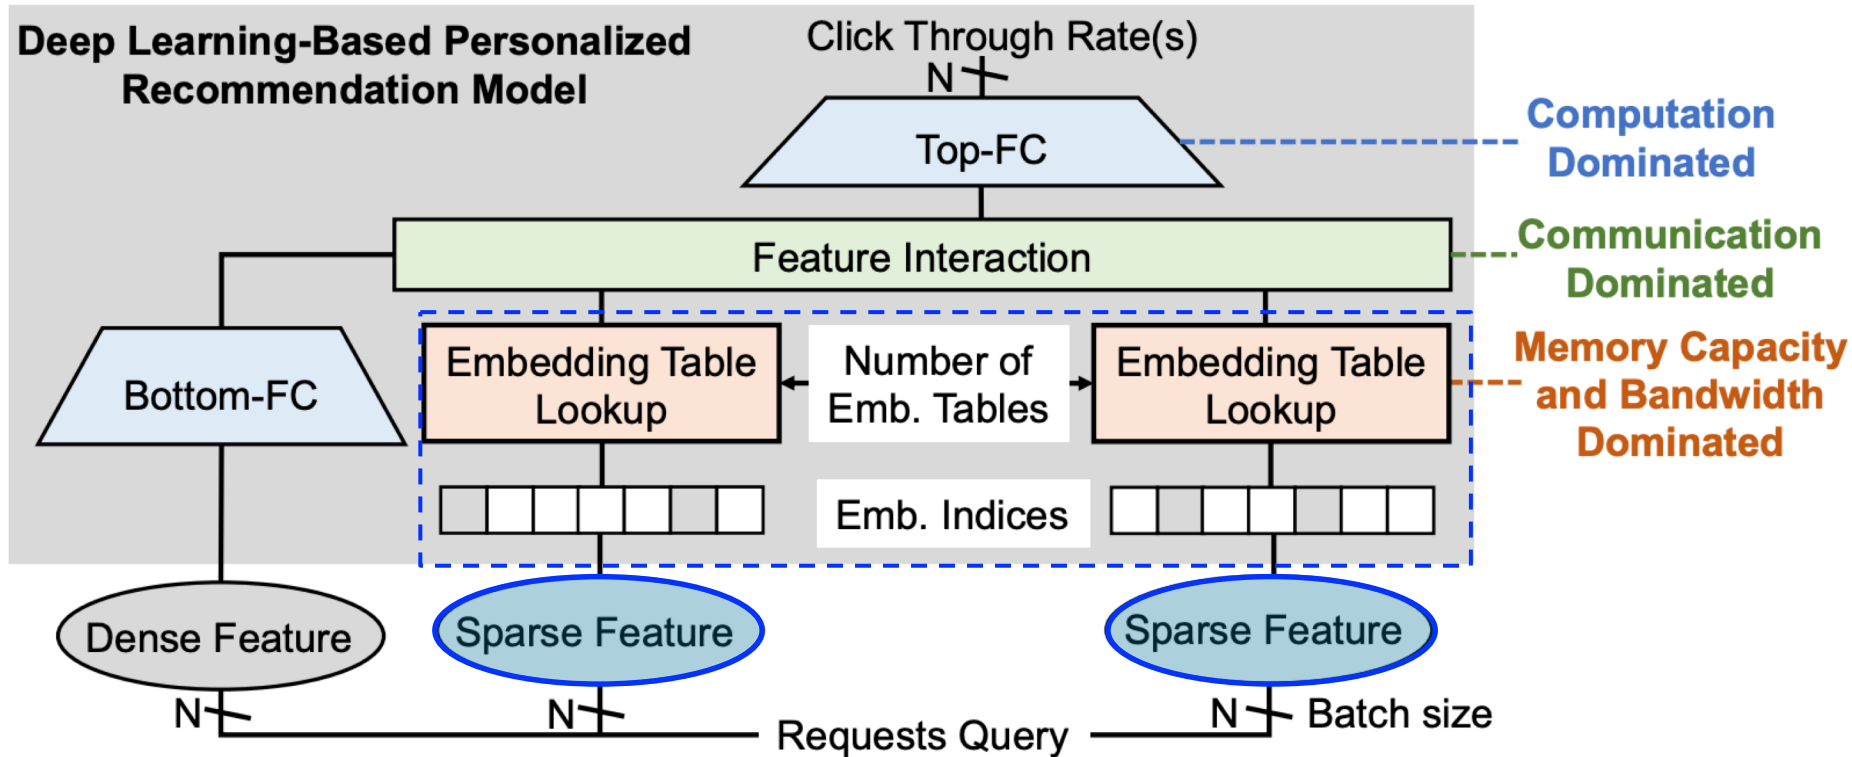 Deep Learning-Based Personalized
Recommendation Model
Click Through Rate(s)
N
Top-FC
Computation
Dominated
Feature Interaction
Communication
Dominated
Bottom-FC
Embedding Table
Lookup
Number of
Emb. Tables
Embedding Table
Lookup
Memory Capacity
and Bandwidth
Dominated
Emb. Indices
Dense Feature
Sparse Feature
Sparse Feature
N
N
N
Batch size
Requests Query